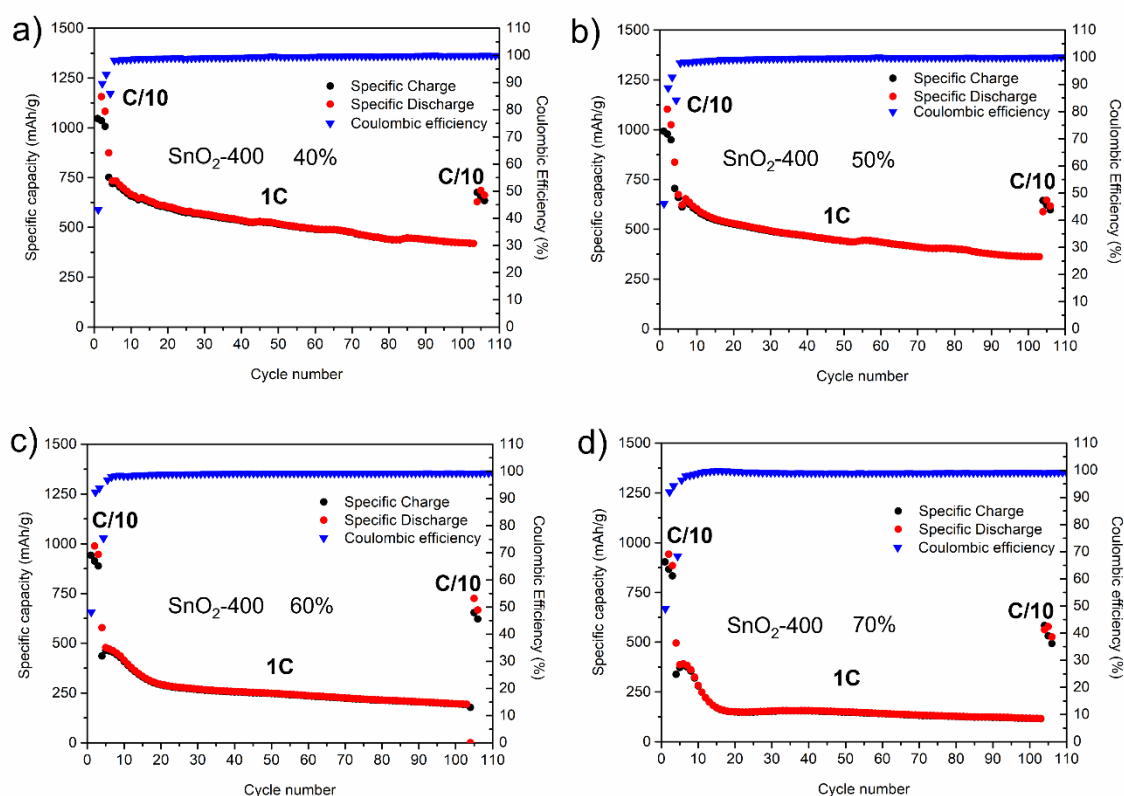 a)
1500
1250
1000
750
500
250
0
Specific capacity (mAh/g)
C/10
Specific Charge
Specific Discharge
Coulombic efficiency
SnO₂-400 40%
1C
C/10
110
100
90
80
70
60
50
40
30
20
10
0
Coulombic Efficiency (%)
0 10 20 30 40 50 60 70 80 90 100 110
Cycle number
b)
1500
1250
1000
750
500
250
0
Specific capacity (mAh/g)
C/10
Specific Charge
Specific Discharge
Coulombic efficiency
SnO₂-400 50%
1C
C/10
110
100
90
80
70
60
50
40
30
20
10
0
Coulombic Efficiency (%)
0 10 20 30 40 50 60 70 80 90 100 110
Cycle number
c)
1500
1250
1000
750
500
250
0
Specific capacity (mAh/g)
C/10
Specific Charge
Specific Discharge
Coulombic efficiency
SnO₂-400 60%
1C
C/10
110
100
90
80
70
60
50
40
30
20
10
0
Coulombic Efficiency (%)
0 10 20 30 40 50 60 70 80 90 100 110
Cycle number
d)
1500
1250
1000
750
500
250
0
Specific capacity (mAh/g)
C/10
Specific Charge
Specific Discharge
Coulombic efficiency
SnO₂-400 70%
1C
C/10
110
100
90
80
70
60
50
40
30
20
10
0
Coulombic Efficiency (%)
0 10 20 30 40 50 60 70 80 90 100 110
Cycle number